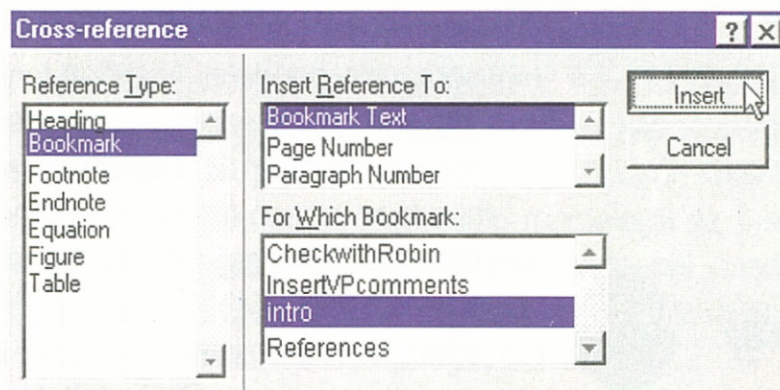 Cross-reference
Reference Type:
Heading
Bookmark
Footnote
Endnote
Equation
Figure
Table
Insert Reference To:
Bookmark Text
Page Number
Paragraph Number
For Which Bookmark:
CheckwithRobin
InsertVPcomments
intro
References
Insert
Cancel